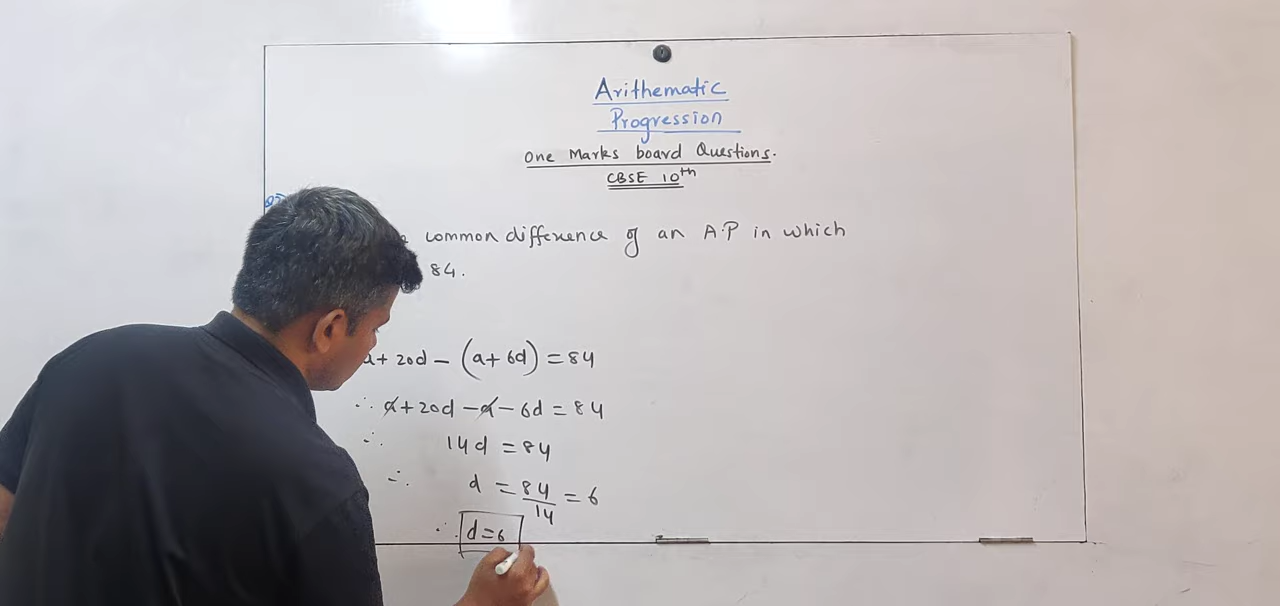 Arithematic
Progression
One Marks board Questions.
CBSE 10th
common difference of an A.P in which
84.
a + 20d - (a + 6d) = 84
∴ a + 20d - a - 6d = 84
∴ 14d = 84
∴ d = 84/14 = 6
∴ d = 6